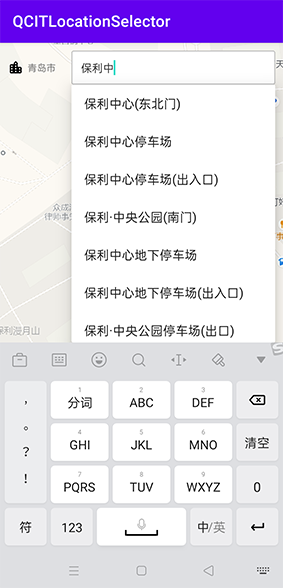 QCITLocationSelector
青岛市
保利中
保利中心(东北门)
保利中心停车场
保利中心停车场(出入口)
保利·中央公园(南门)
保利中心地下停车场
保利中心地下停车场(出入口)
保利·中央公园停车场(出口)
众成
律师事
保利漫月山
，
。
？
！
1
分词
2
ABC
3
DEF
4
GHI
5
JKL
6
MNO
清空
7
PQRS
8
TUV
9
WXYZ
0
符
123
中/英